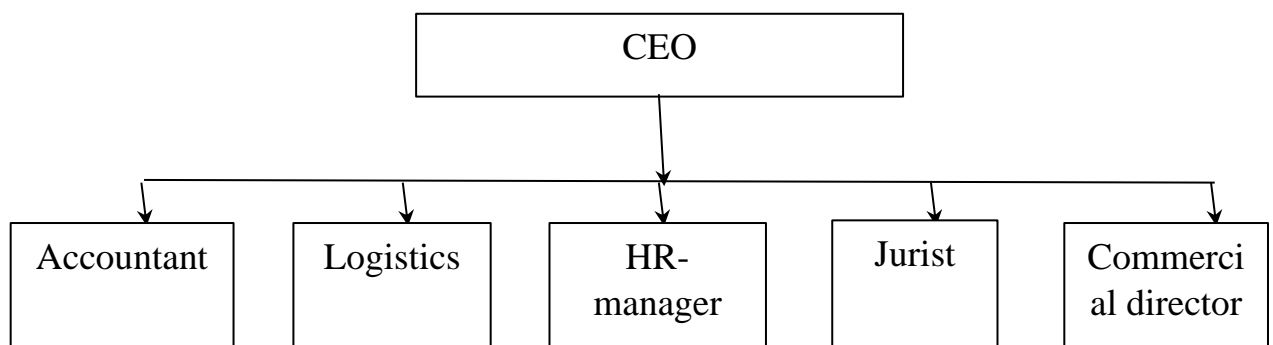 CEO
Accountant
Logistics
HR-
manager
Jurist
Commerci
al director